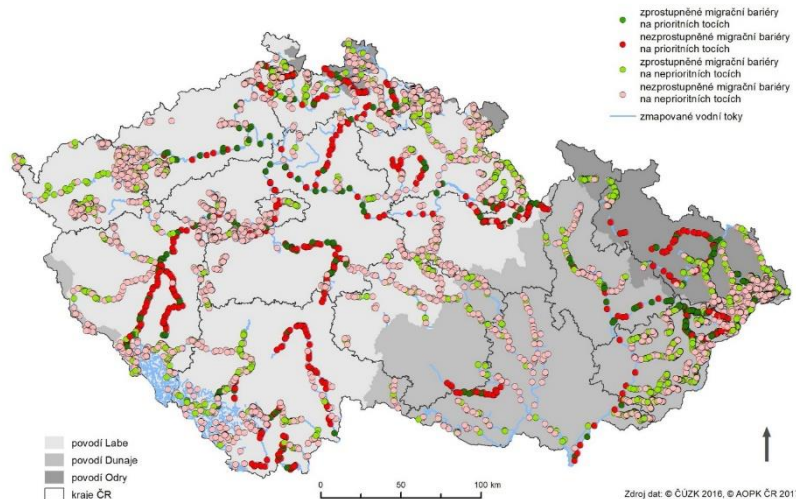 zprostupněné migrační bariéry
na prioritních tocích
nezprostupněné migrační bariéry
na prioritních tocích
zprostupněné migrační bariéry
na neprioritních tocích
nezprostupněné migrační bariéry
na neprioritních tocích
zmapované vodní toky
povodí Labe
povodí Dunaje
povodí Odry
kraje ČR
0 50 100 km
Zdroj dat: © ČÚZK 2016, © AOPK ČR